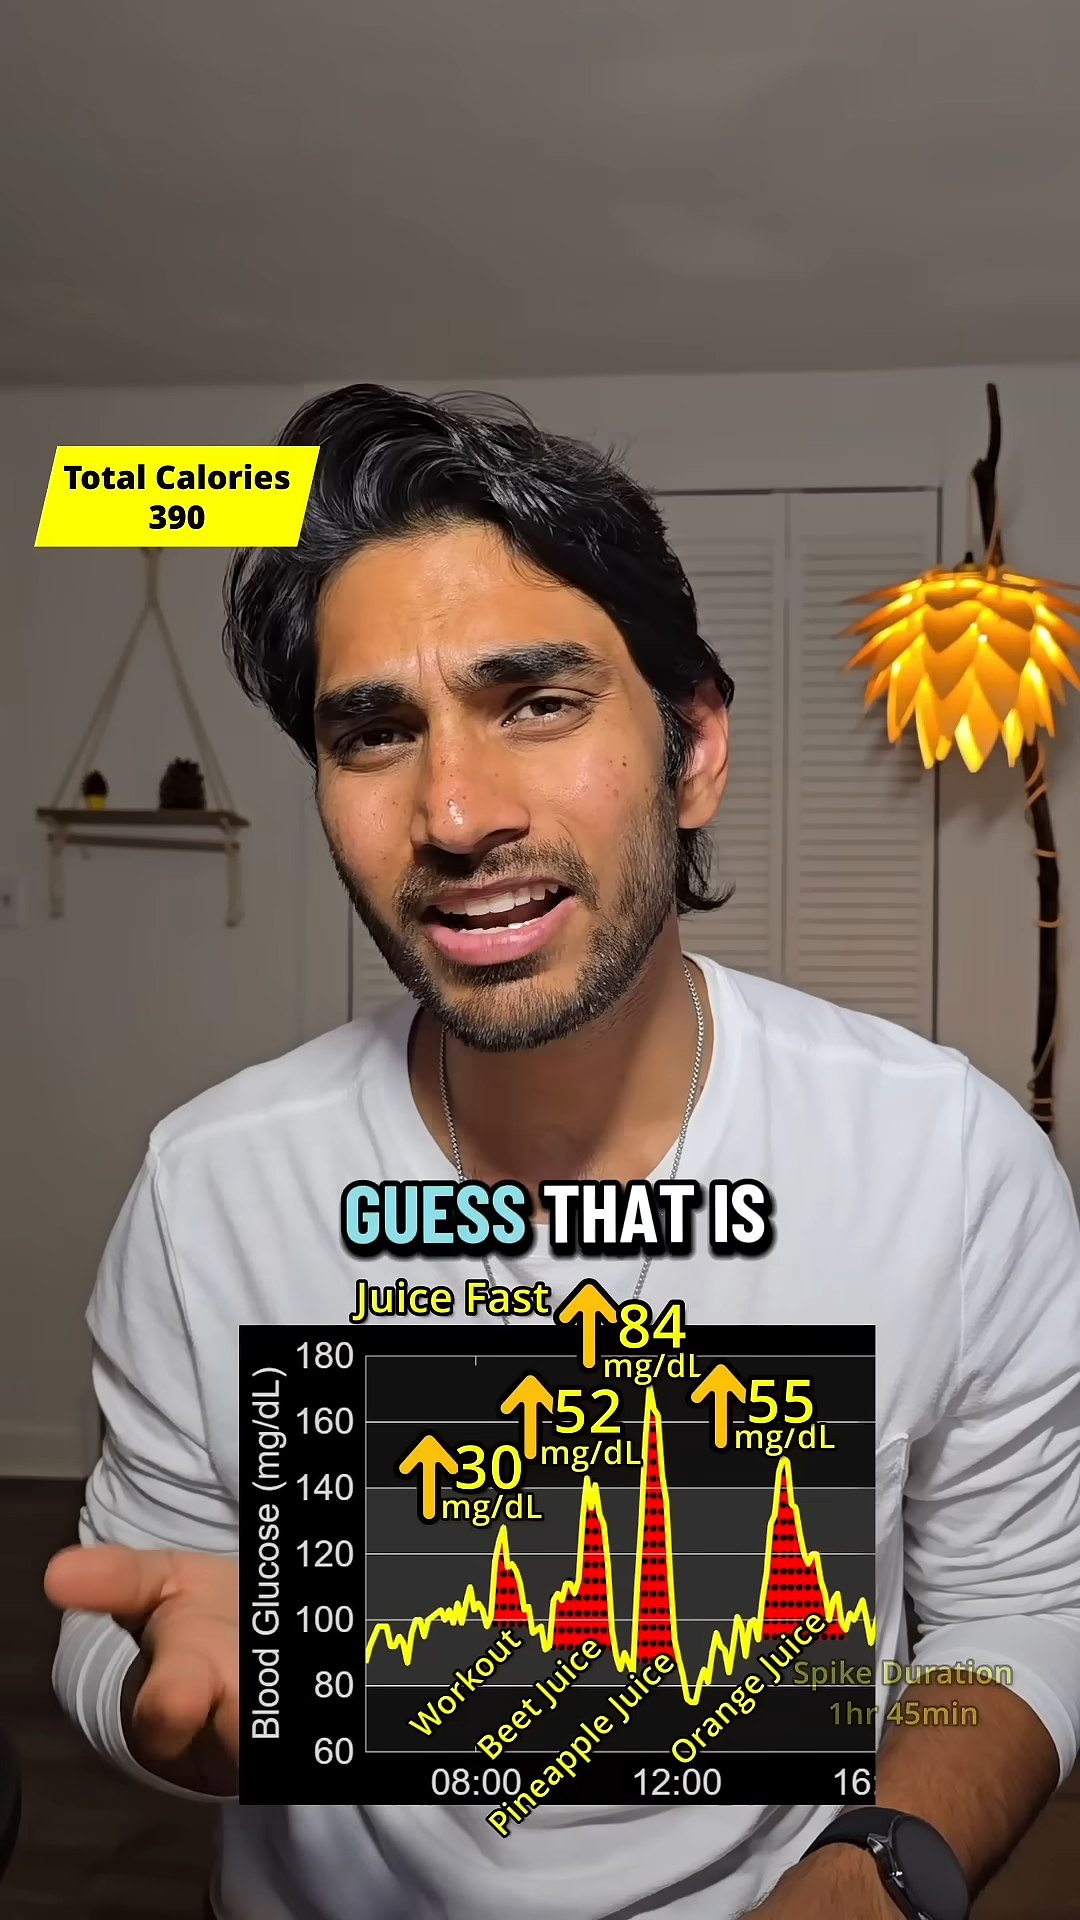 Total Calories
390
GUESS THAT IS
Juice Fast
84
mg/dL
52
mg/dL
55
mg/dL
30
mg/dL
Blood Glucose (mg/dL)
180
160
140
120
100
80
60
Workout
Beet Juice
Pineapple Juice
Orange Juice
Spike Duration
1hr 45min
08:00
12:00
16: